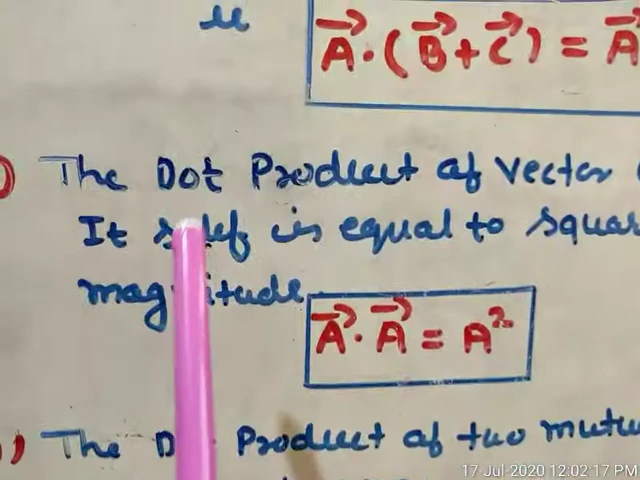 A⃗·(B⃗+C⃗) = A⃗
The Dot Product of Vector
It self is equal to squar
magnitude
A⃗·A⃗ = A²
The D Product of two mutu
17 Jul 2020 12:02:17 PM